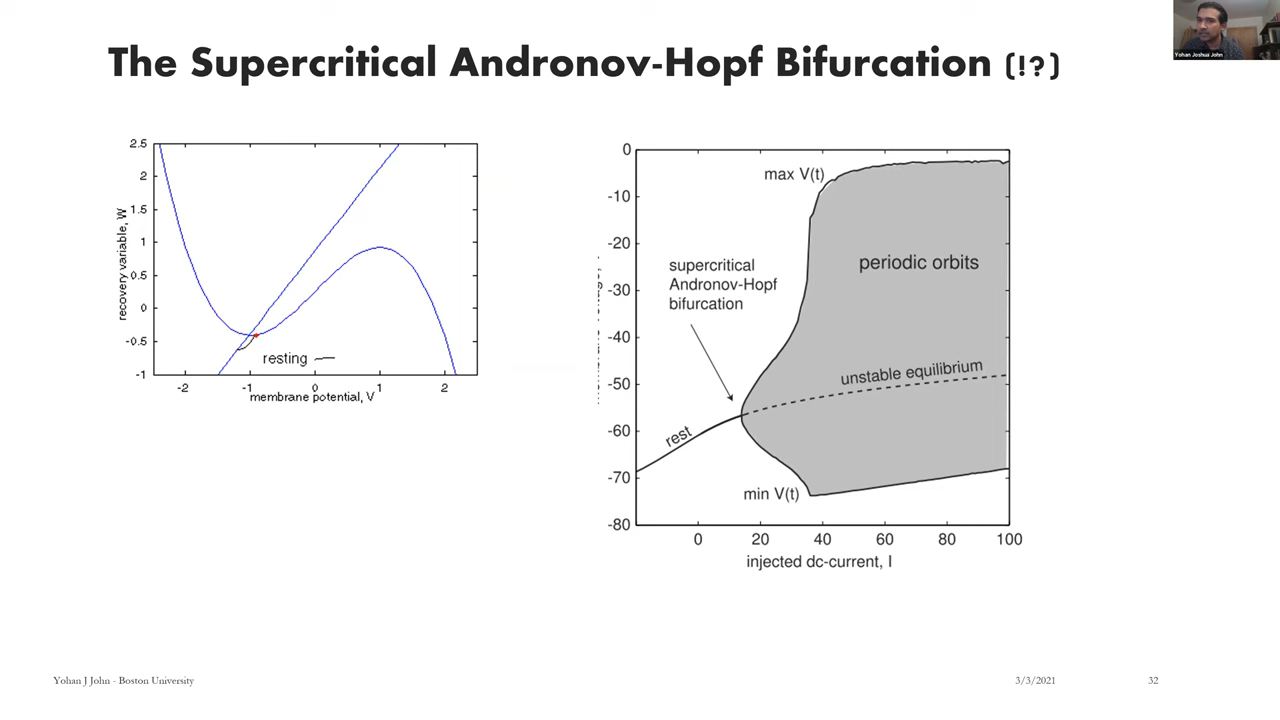 The Supercritical Andronov-Hopf Bifurcation (!?)
Yohan Joshua John
2.5
2
1.5
1
0.5
0
-0.5
-1
recovery variable, W
resting
-2
-1
0
1
2
membrane potential, V
0
-10
-20
-30
-40
-50
-60
-70
-80
max V(t)
periodic orbits
supercritical
Andronov-Hopf
bifurcation
unstable equilibrium
rest
min V(t)
0
20
40
60
80
100
injected dc-current, I
Yohan J John - Boston University
3/3/2021
32